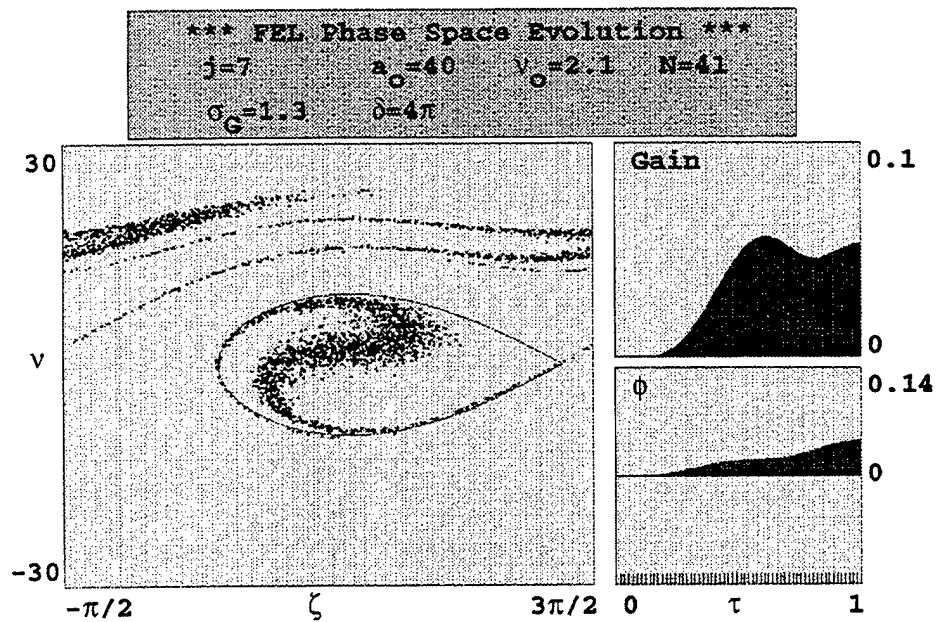 *** FEL Phase Space Evolution ***
j=7 a₀=40 ν₀=2.1 N=41
σ_G=1.3 δ=4π
30
ν
-30
-π/2 ζ 3π/2
Gain
0.1
0
ϕ
0.14
0
0 τ 1